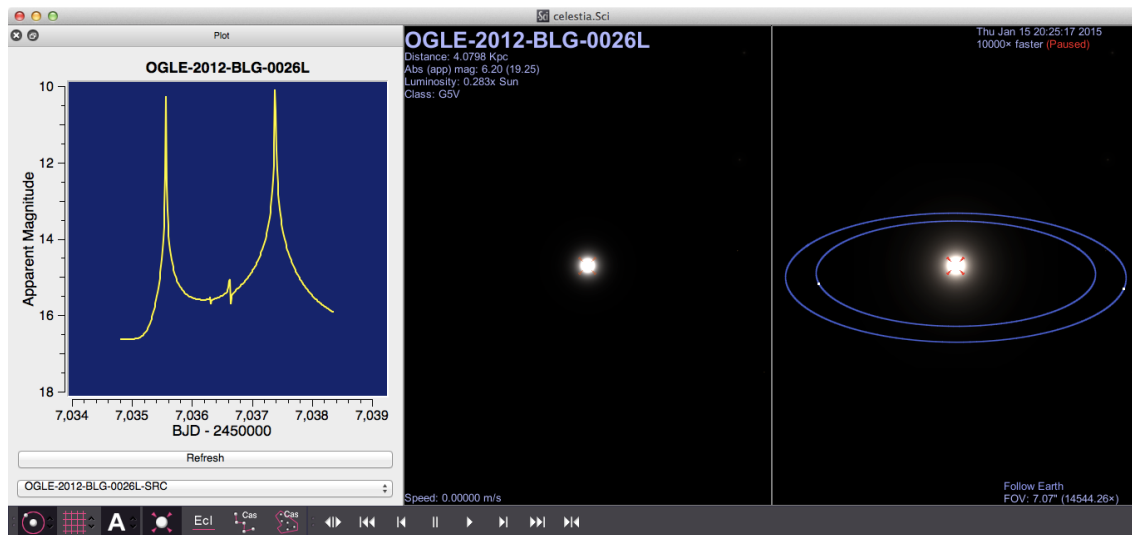 celestia.Sci
Plot
OGLE-2012-BLG-0026L
10
12
14
16
18
Apparent Magnitude
7,034 7,035 7,036 7,037 7,038 7,039
BJD - 2450000
Refresh
OGLE-2012-BLG-0026L-SRC
OGLE-2012-BLG-0026L
Distance: 4.0798 Kpc
Abs (app) mag: 6.20 (19.25)
Luminosity: 0.283x Sun
Class: G5V
Speed: 0.00000 m/s
Thu Jan 15 20:25:17 2015
10000× faster (Paused)
Follow Earth
FOV: 7.07" (14544.26×)
A
Ecl
Cas
Cas